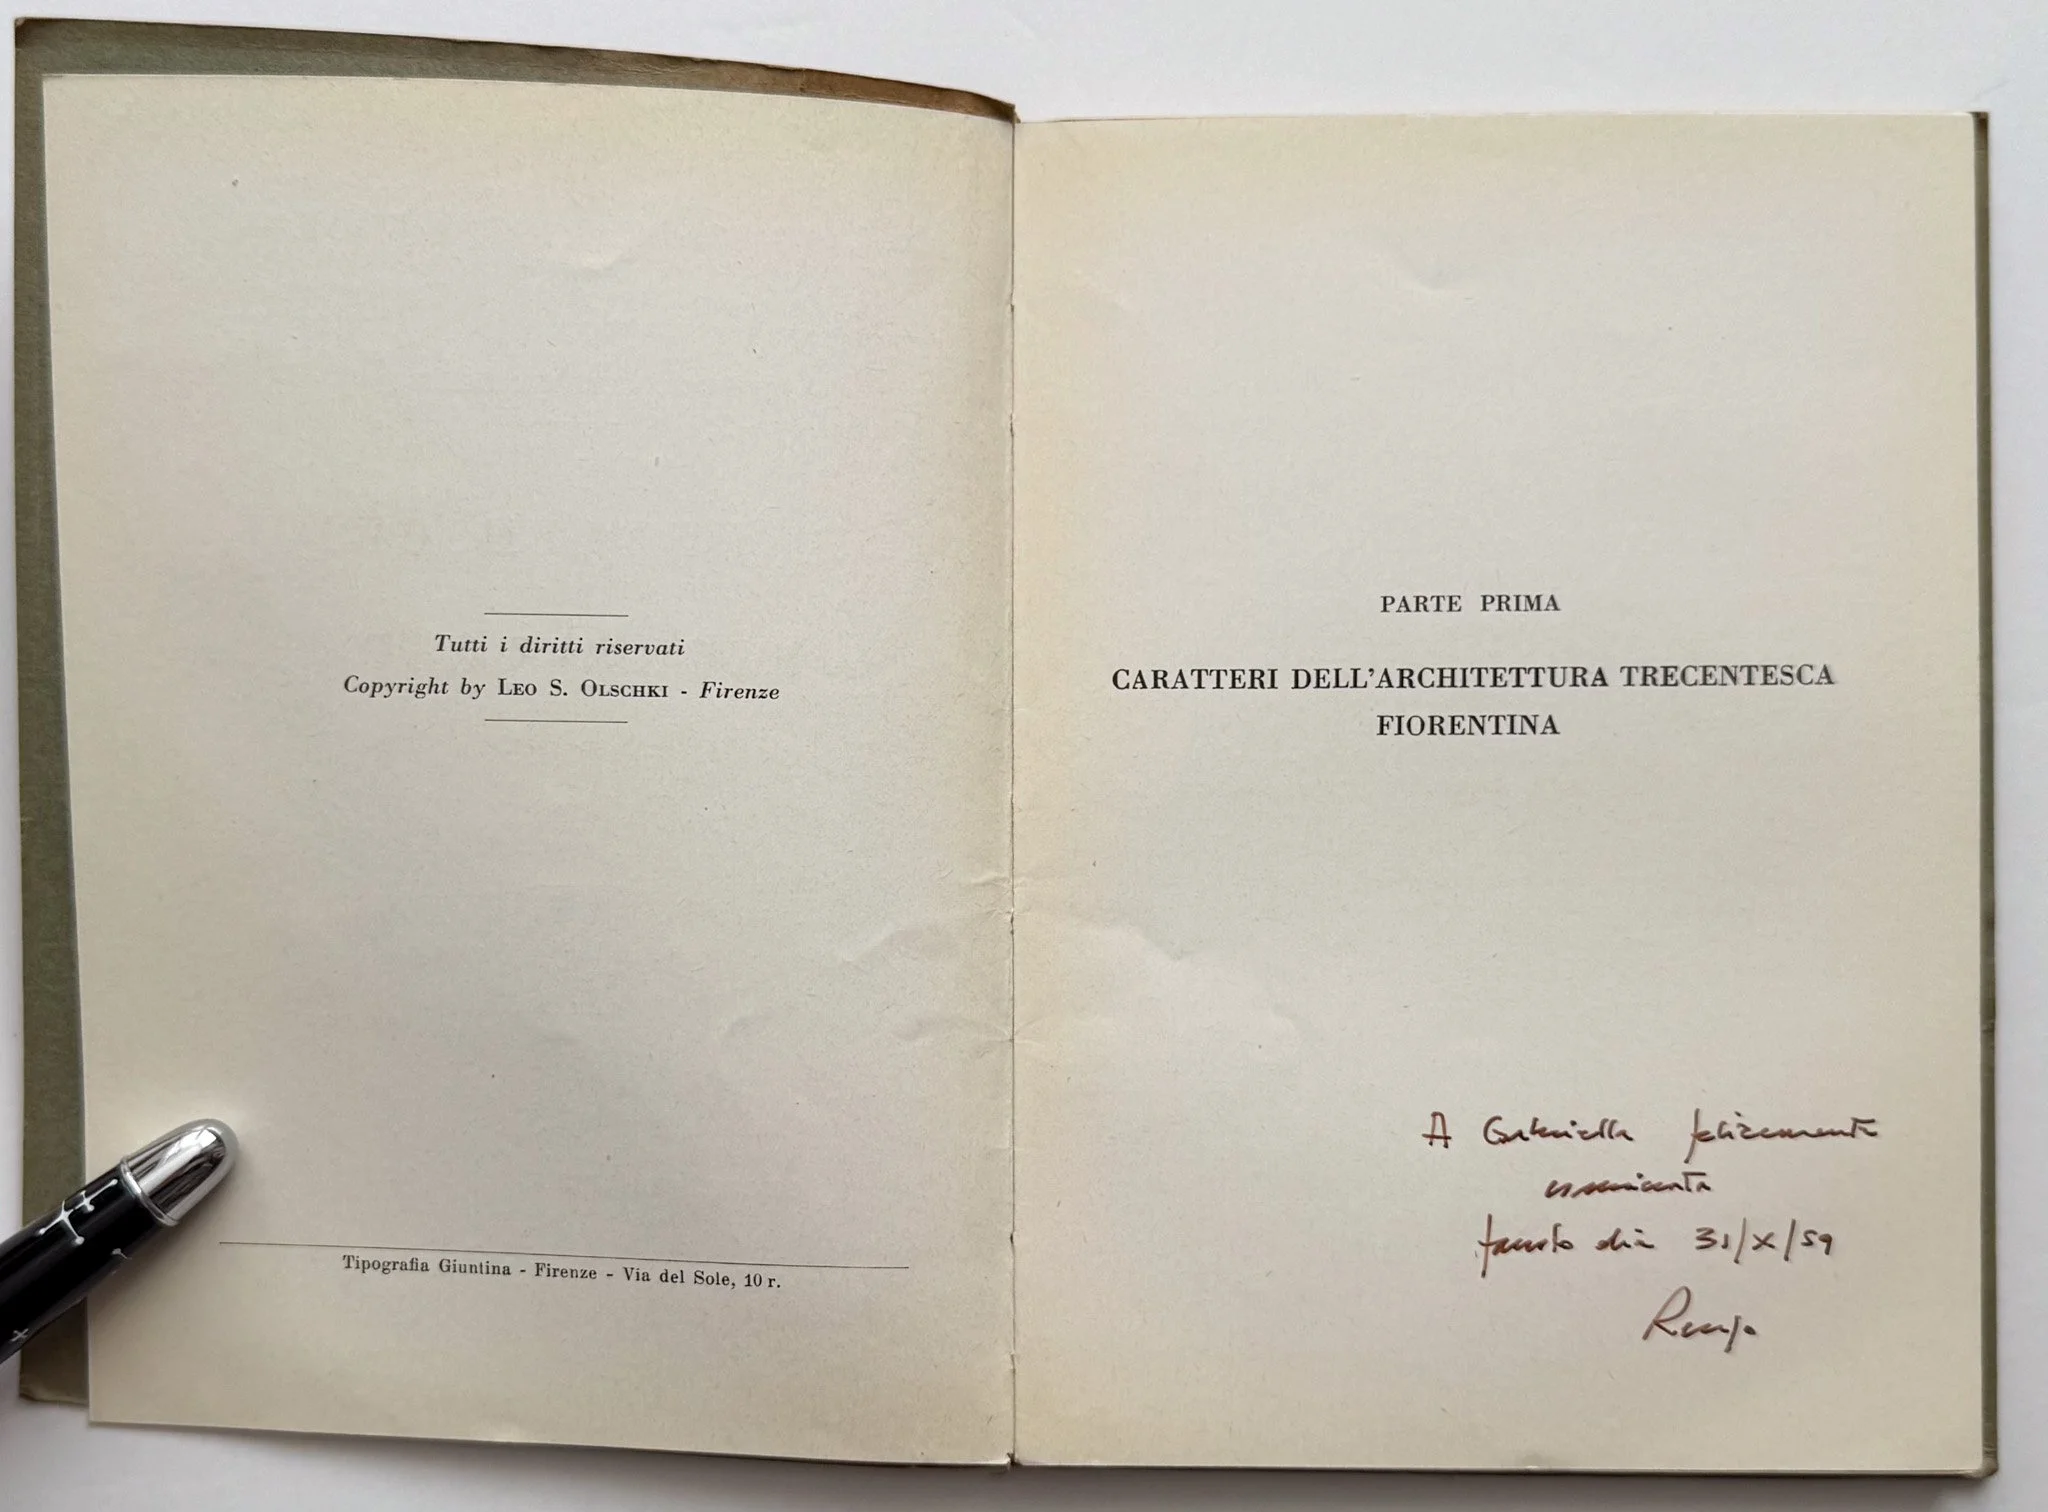 Tutti i diritti riservati
Copyright by LEO S. OLSCHKI - Firenze
Tipografia Giuntina - Firenze - Via del Sole, 10 r.
PARTE PRIMA
CARATTERI DELL'ARCHITETTURA TRECENTESCA
FIORENTINA
A Gabriella felicemente
fausto dia 31/X/59